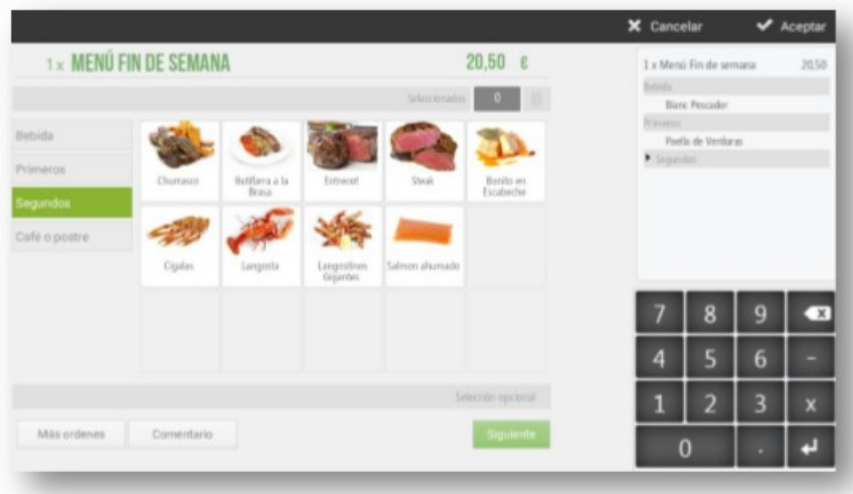 Cancelar
Aceptar
1x MENÚ FIN DE SEMANA 20,50 €
Seleccionados 0
Bebida
Primeros
Segundos
Café o postre
Churrasco
Butifarra a la Brasa
Entrecot
Steak
Bonito en Escabeche
Cigalas
Langosta
Langostinos Gigantes
Salmon ahumado
Selección opcional
Más ordenes
Comentario
Siguiente
1 x Menú Fin de semana 20,50
Bebida
Blanc Pescador
Primeros
Paella de Verduras
Segundos
7 8 9 x
4 5 6 -
1 2 3 x
0 .